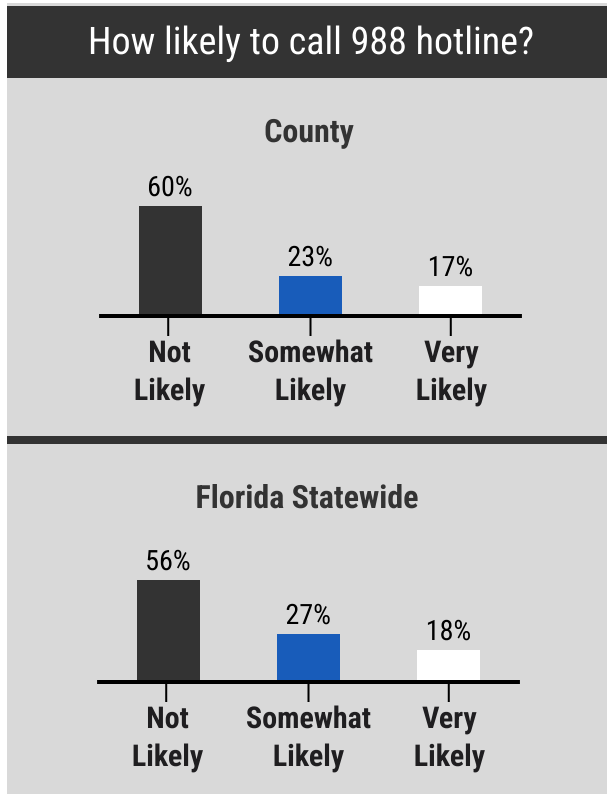 How likely to call 988 hotline?
County
60%
23%
17%
Not
Likely
Somewhat
Likely
Very
Likely
Florida Statewide
56%
27%
18%
Not
Likely
Somewhat
Likely
Very
Likely